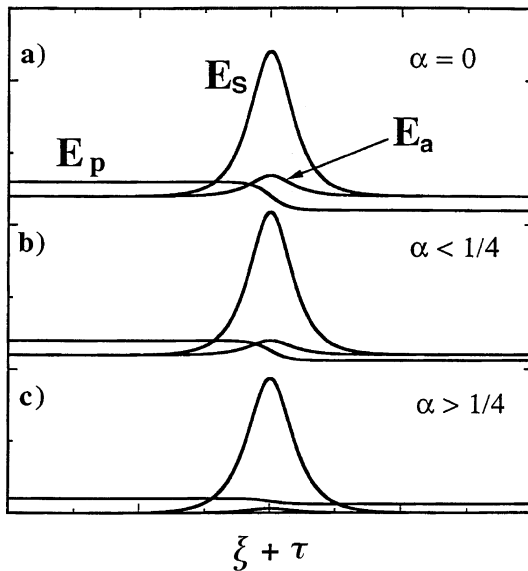 a)
E_S
α = 0
E_p
E_a
b)
α < 1/4
c)
α > 1/4
ξ + τ